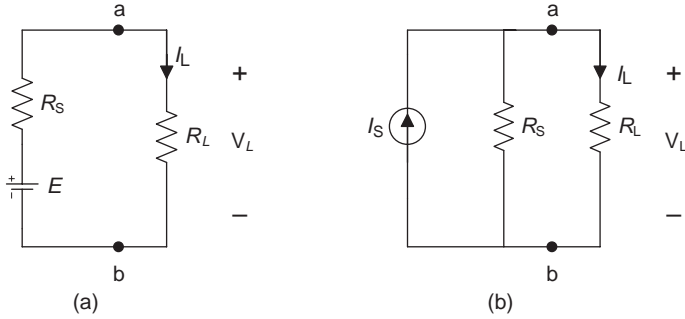 a
I_L
+
R_S
R_L
V_L
+
−
E
−
b
(a)
a
I_L
+
I_S
R_S
R_L
V_L
−
b
(b)